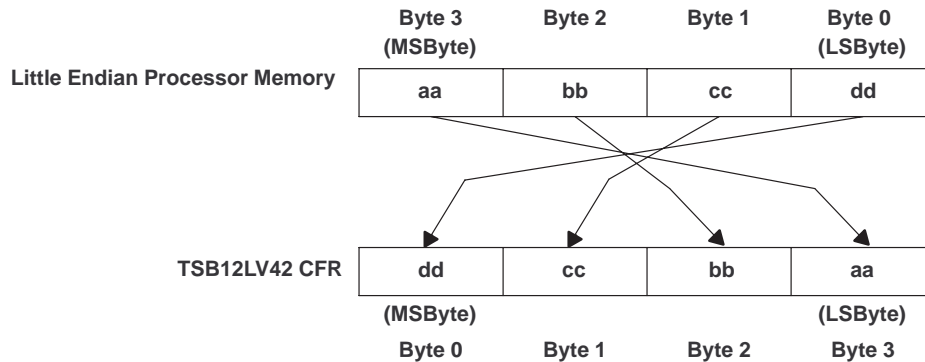 Byte 3 Byte 2 Byte 1 Byte 0
(MSByte) (LSByte)
Little Endian Processor Memory
aa bb cc dd
TSB12LV42 CFR
dd cc bb aa
(MSByte) (LSByte)
Byte 0 Byte 1 Byte 2 Byte 3